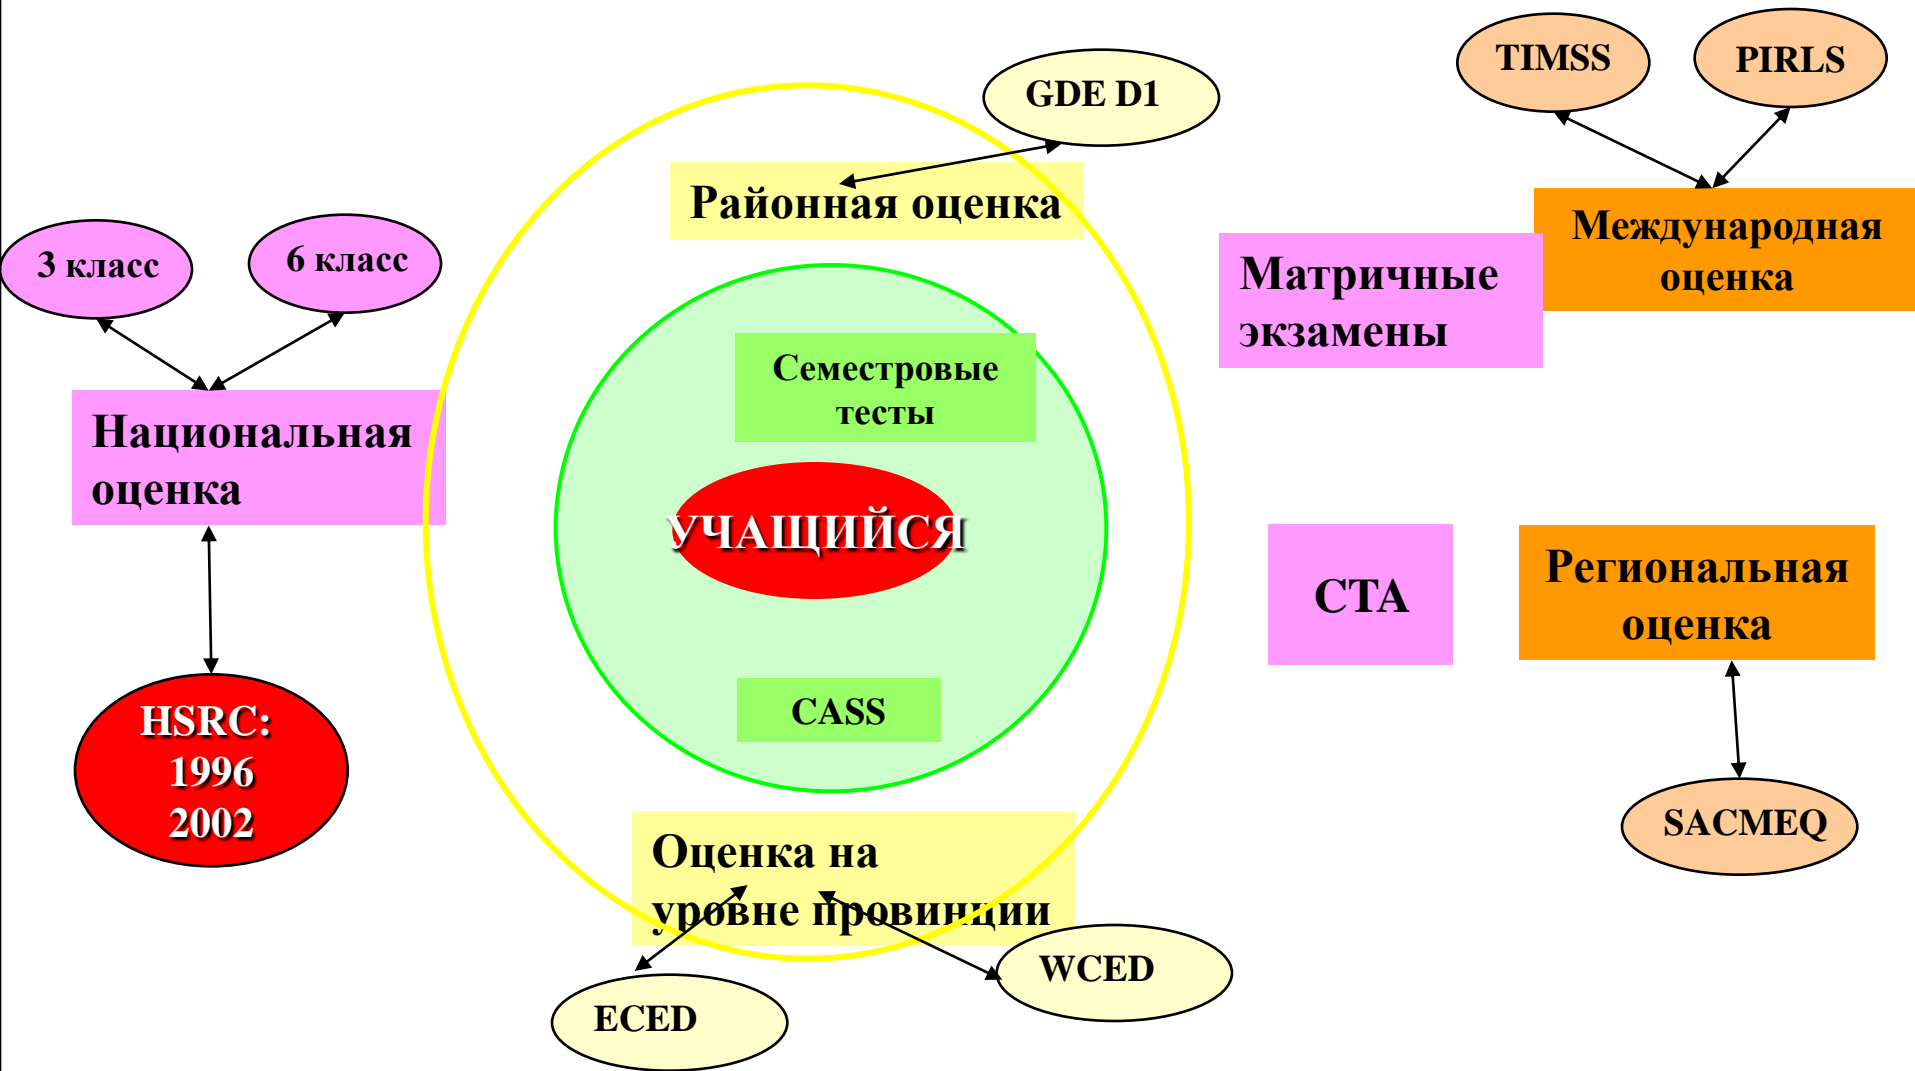 TIMSS
PIRLS
GDE D1
Районная оценка
Международная
оценка
3 класс
6 класс
Матричные
экзамены
Семестровые
тесты
Национальная
оценка
УЧАЩИЙСЯ
СТА
Региональная
оценка
HSRC:
1996
2002
CASS
SACMEQ
Оценка на
уровне провинции
WCED
ECED